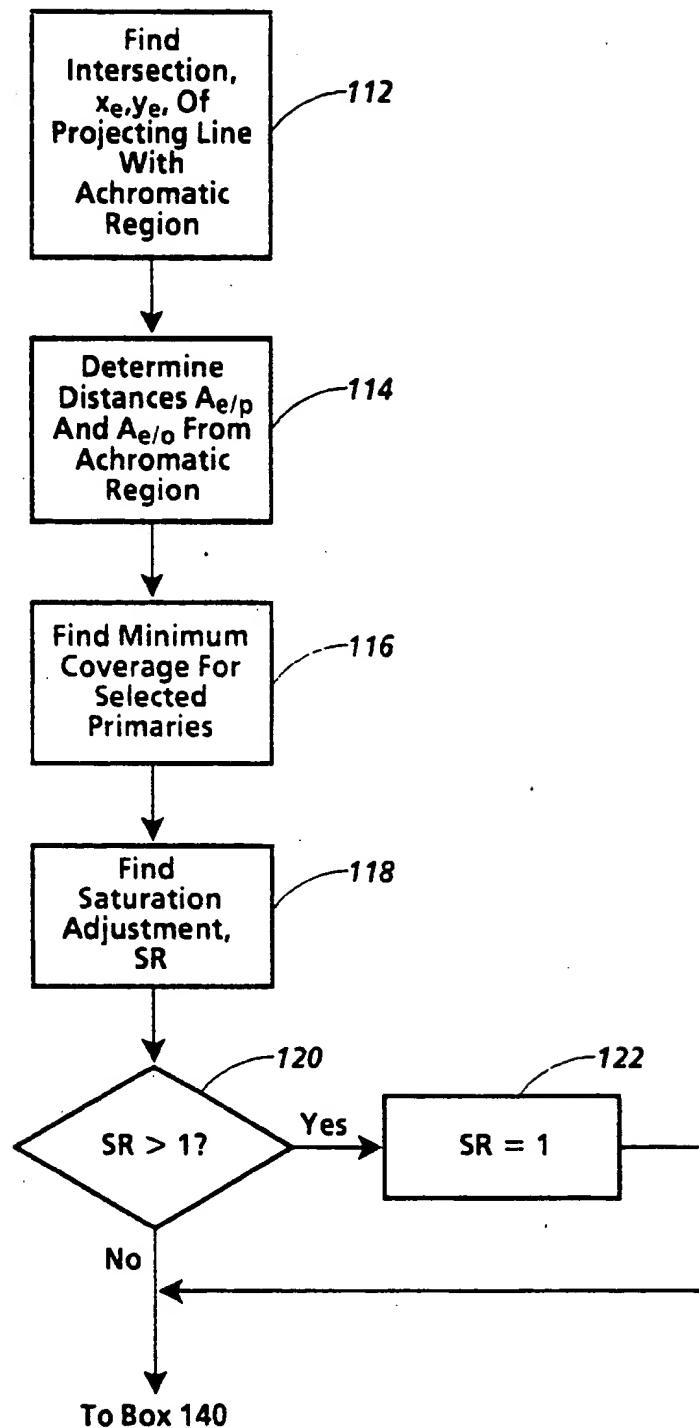 Find
Intersection,
xe,ye, Of
Projecting Line
With
Achromatic
Region
112
Determine
Distances Ae/p
And Ae/o From
Achromatic
Region
114
Find Minimum
Coverage For
Selected
Primaries
116
Find
Saturation
Adjustment,
SR
118
120
SR > 1?
Yes
122
SR = 1
No
To Box 140